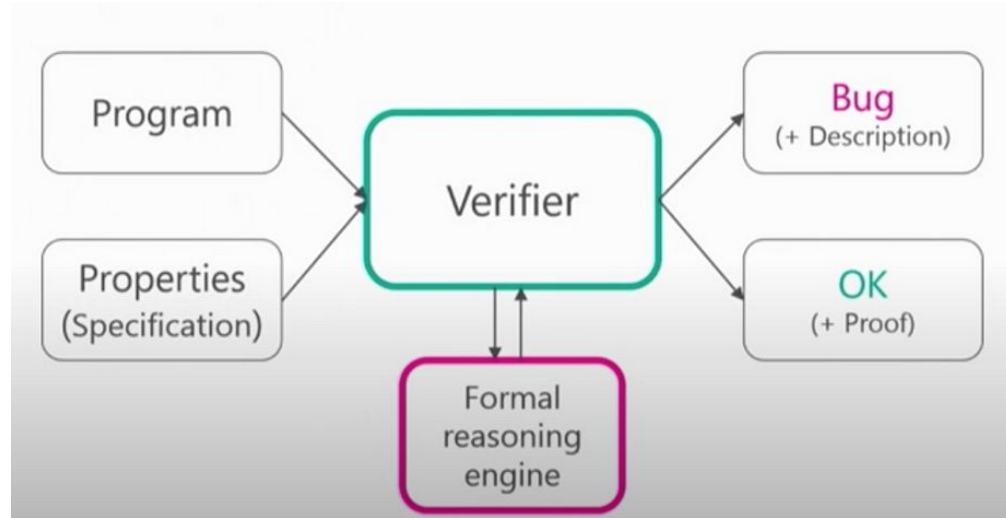 Program
Properties
(Specification)
Verifier
Formal
reasoning
engine
Bug
(+ Description)
OK
(+ Proof)